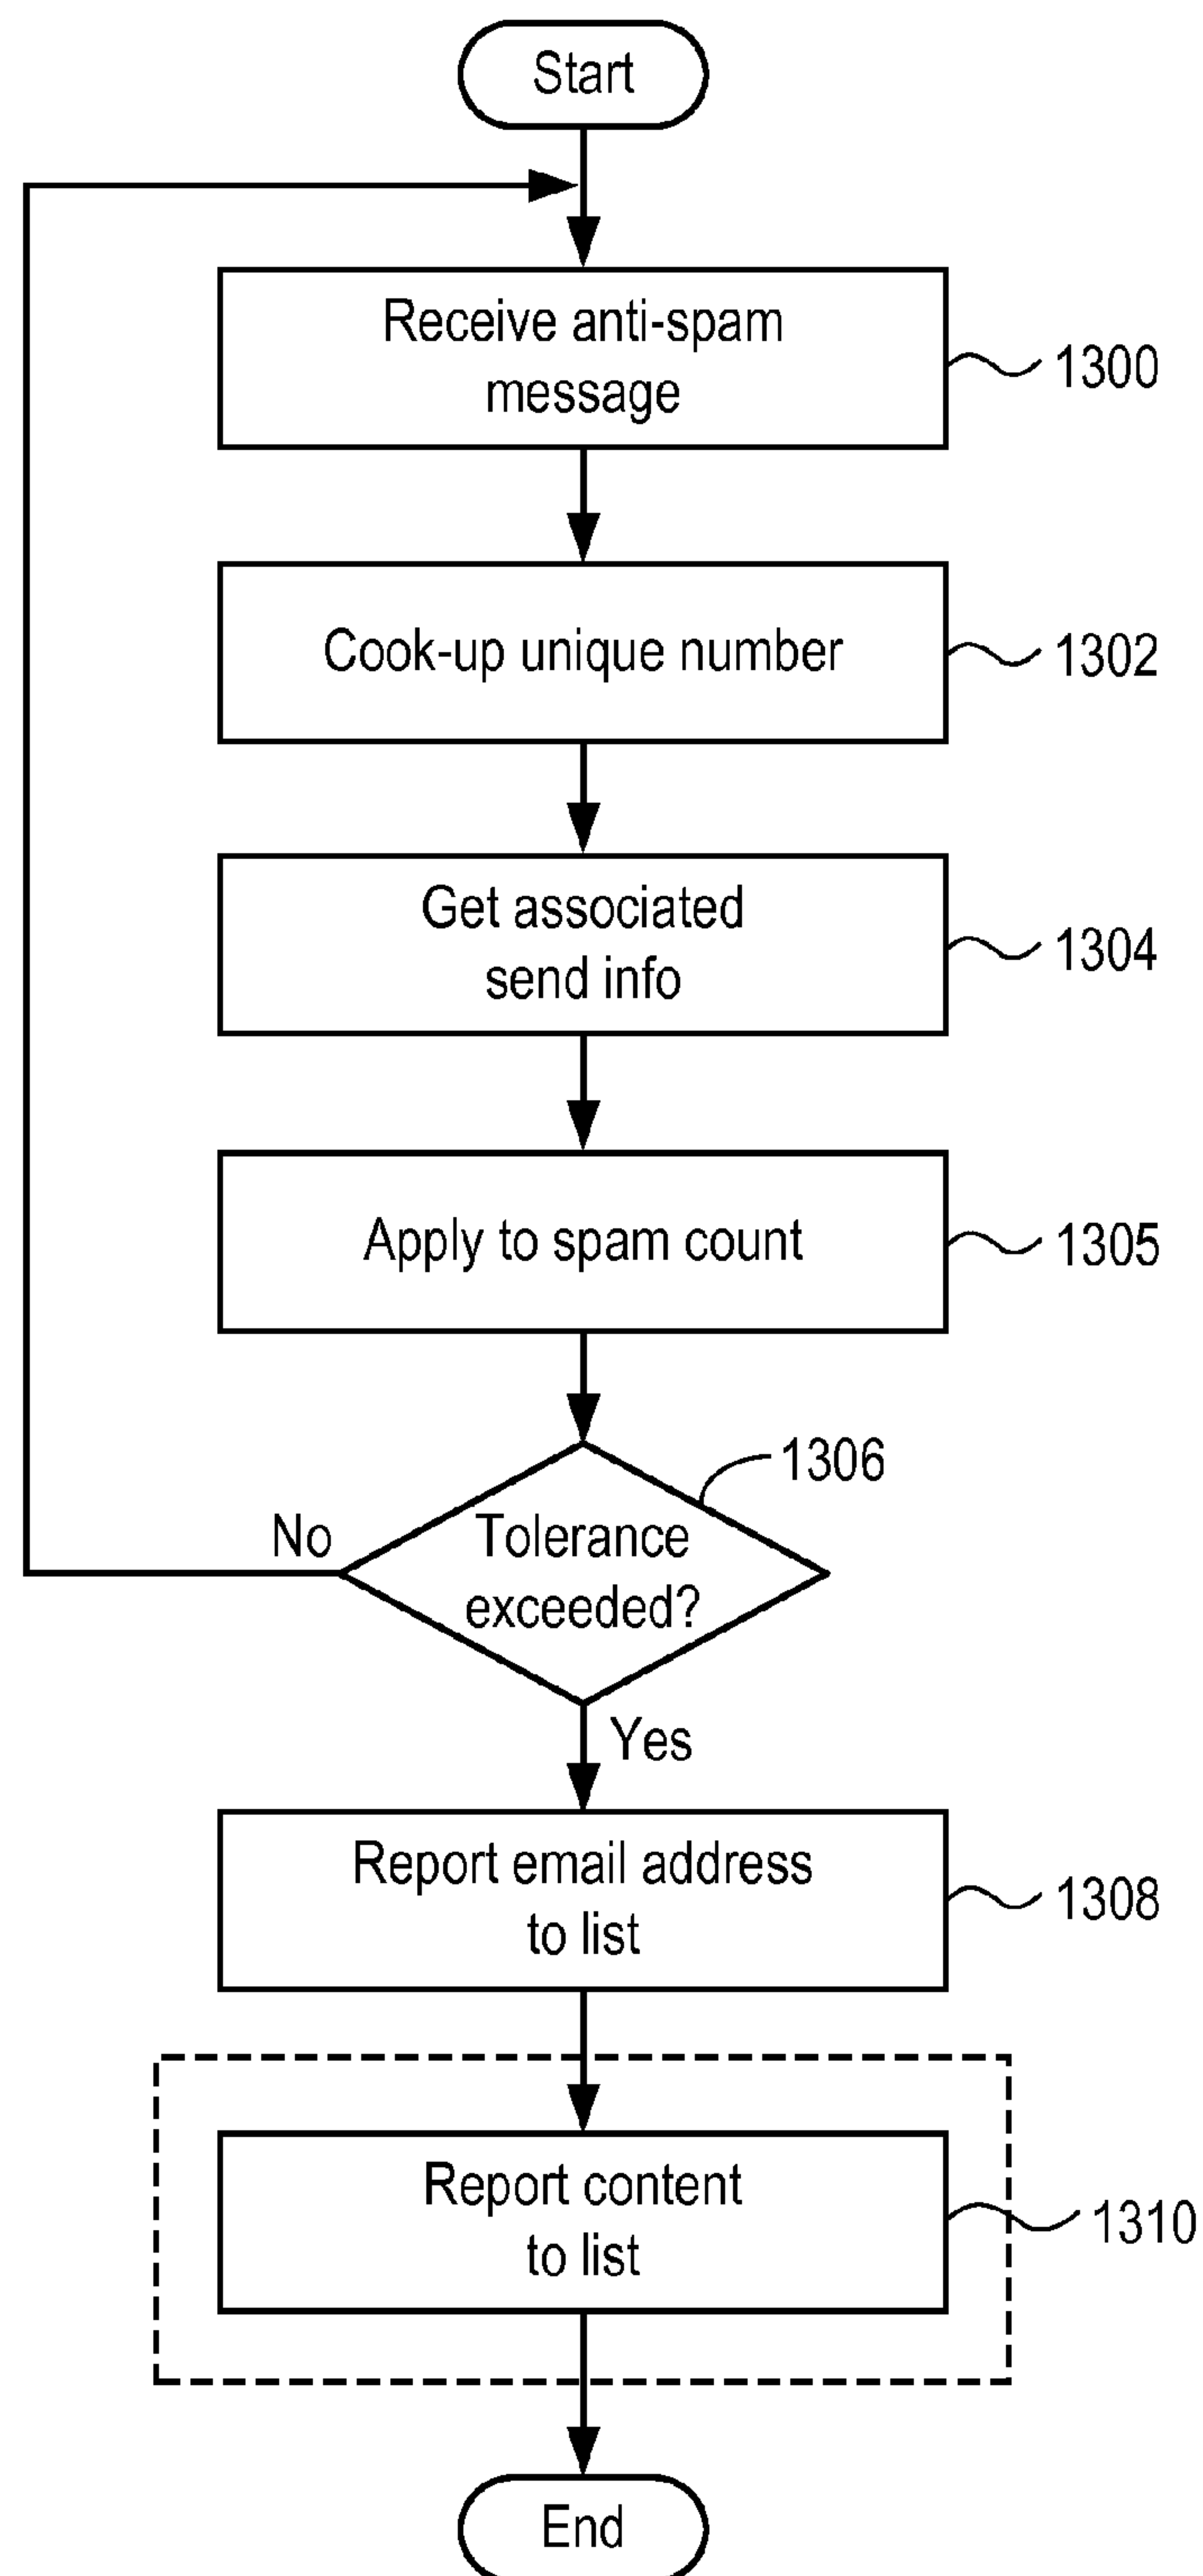 Start
Receive anti-spam
message
1300
Cook-up unique number
1302
Get associated
send info
1304
Apply to spam count
1305
1306
No
Tolerance
exceeded?
Yes
Report email address
to list
1308
Report content
to list
1310
End